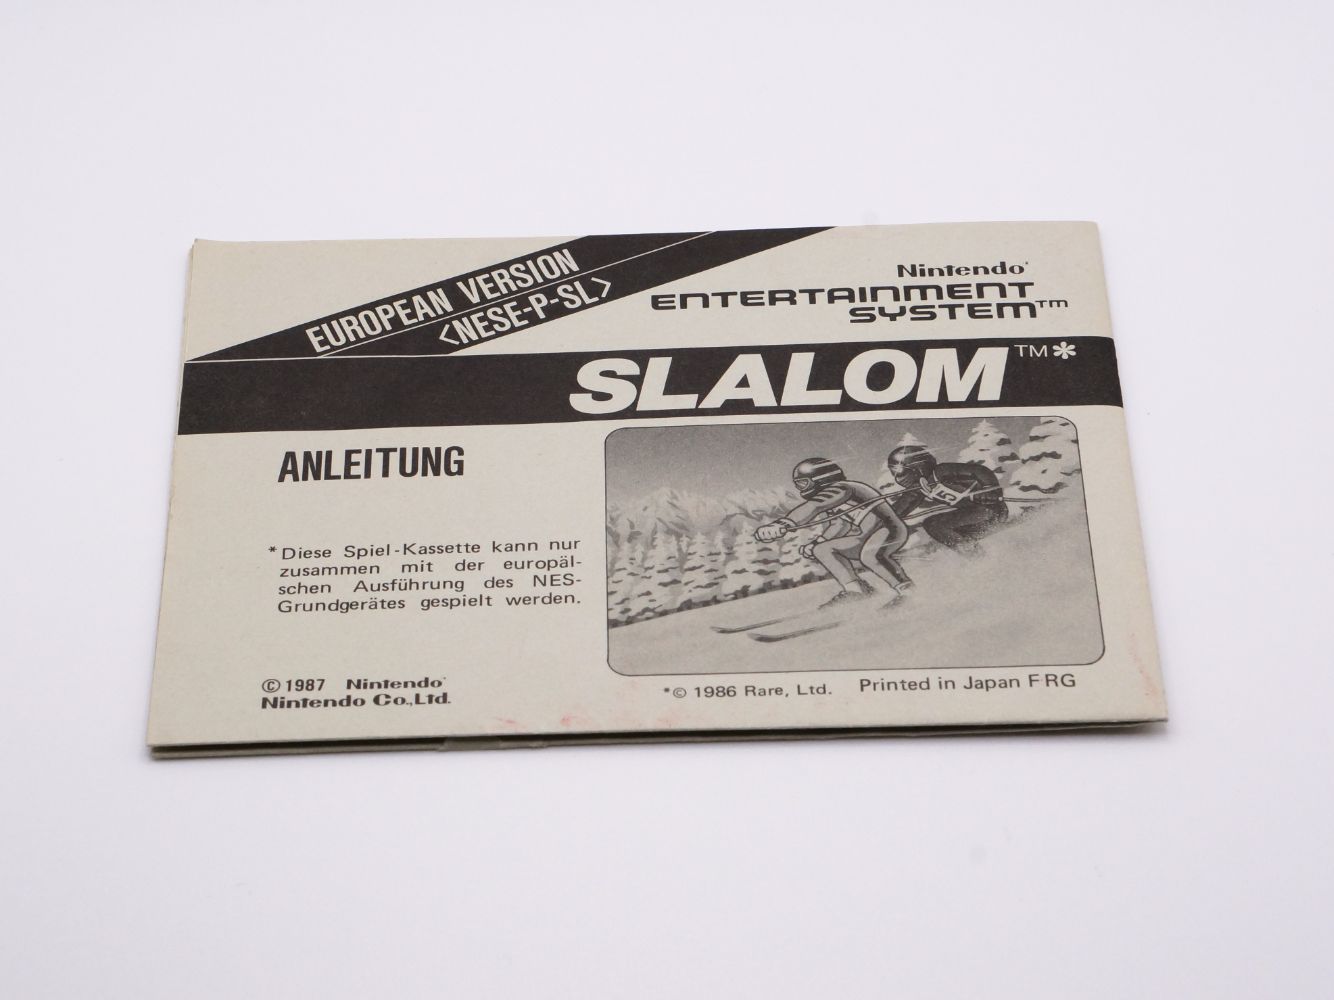 EUROPEAN VERSION
<NESE-P-SL>
Nintendo
ENTERTAINMENT
SYSTEM™
SLALOM™*
ANLEITUNG
*Diese Spiel-Kassette kann nur
zusammen mit der europäl-
schen Ausführung des NES-
Grundgerätes gespielt werden.
15
© 1987 Nintendo
Nintendo Co.,Ltd.
*© 1986 Rare, Ltd. Printed in Japan FRG